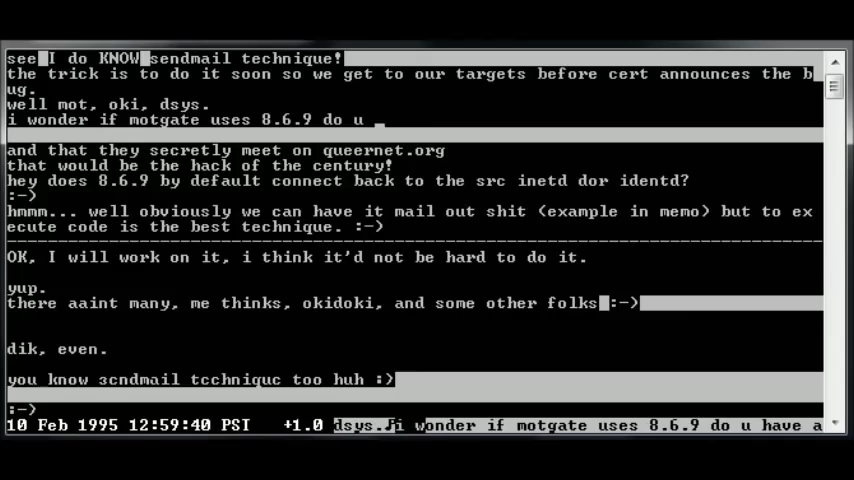 see I do KNOW sendmail technique!
the trick is to do it soon so we get to our targets before cert announces the b
ug.
well mot, oki, dsys.
i wonder if motgate uses 8.6.9 do u _
and that they secretly meet on queernet.org
that would be the hack of the century!
hey does 8.6.9 by default connect back to the src inetd dor identd?
:-)
hmmm... well obviously we can have it mail out shit (example in memo) but to ex
ecute code is the best technique. :-)
OK, I will work on it, i think it'd not be hard to do it.
yup.
there aaint many, me thinks, okidoki, and some other folks :-)
dik, even.
you know sendmail technique too huh :)
:-)
10 Feb 1995 12:59:40 PST +1.0 dsys..♪i wonder if motgate uses 8.6.9 do u have a